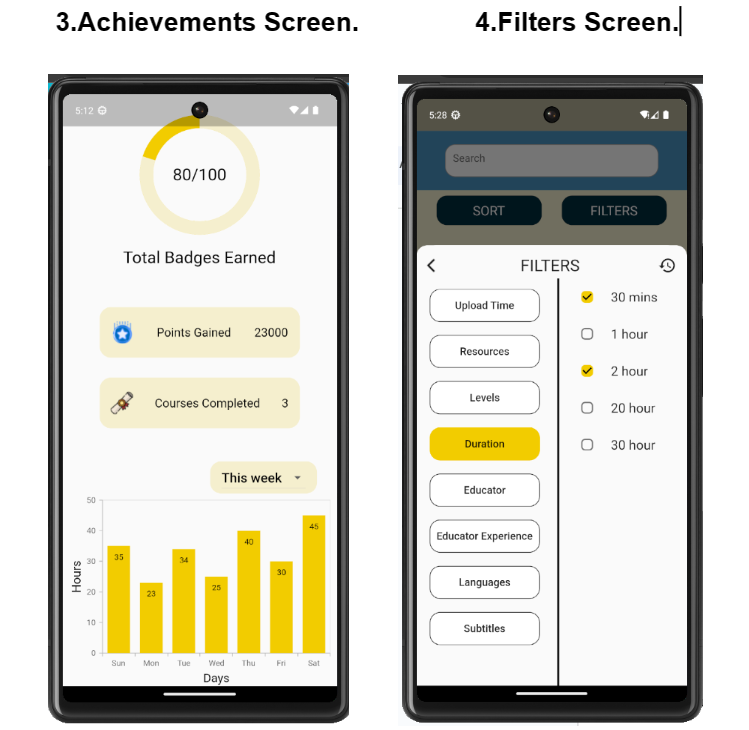 3.Achievements Screen.
4.Filters Screen.
5:12
80/100
Total Badges Earned
Points Gained 23000
Courses Completed 3
This week
50
40
30
20
10
0
Hours
35
23
34
25
40
30
45
Sun Mon Tue Wed Thu Fri Sat
Days
5:28
Search
SORT FILTERS
FILTERS
Upload Time
Resources
Levels
Duration
Educator
Educator Experience
Languages
Subtitles
30 mins
1 hour
2 hour
20 hour
30 hour